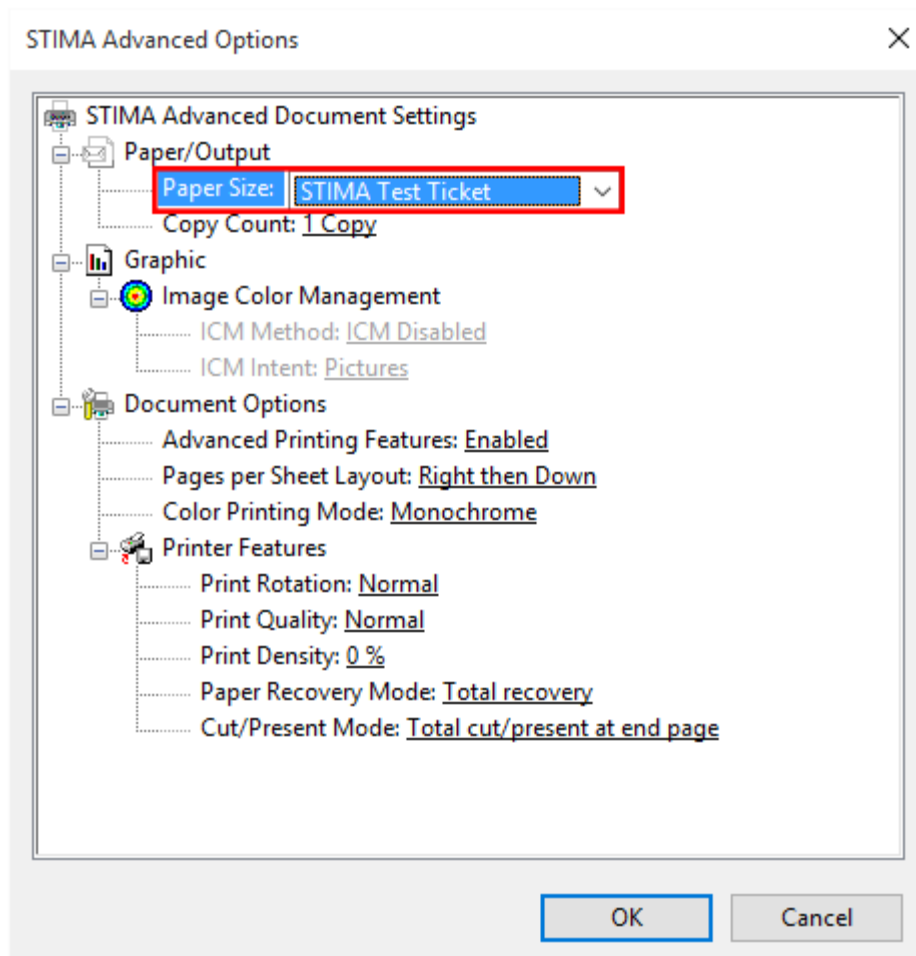 STIMA Advanced Options
STIMA Advanced Document Settings
Paper/Output
Paper Size: STIMA Test Ticket
Copy Count: 1 Copy
Graphic
Image Color Management
ICM Method: ICM Disabled
ICM Intent: Pictures
Document Options
Advanced Printing Features: Enabled
Pages per Sheet Layout: Right then Down
Color Printing Mode: Monochrome
Printer Features
Print Rotation: Normal
Print Quality: Normal
Print Density: 0 %
Paper Recovery Mode: Total recovery
Cut/Present Mode: Total cut/present at end page
OK Cancel